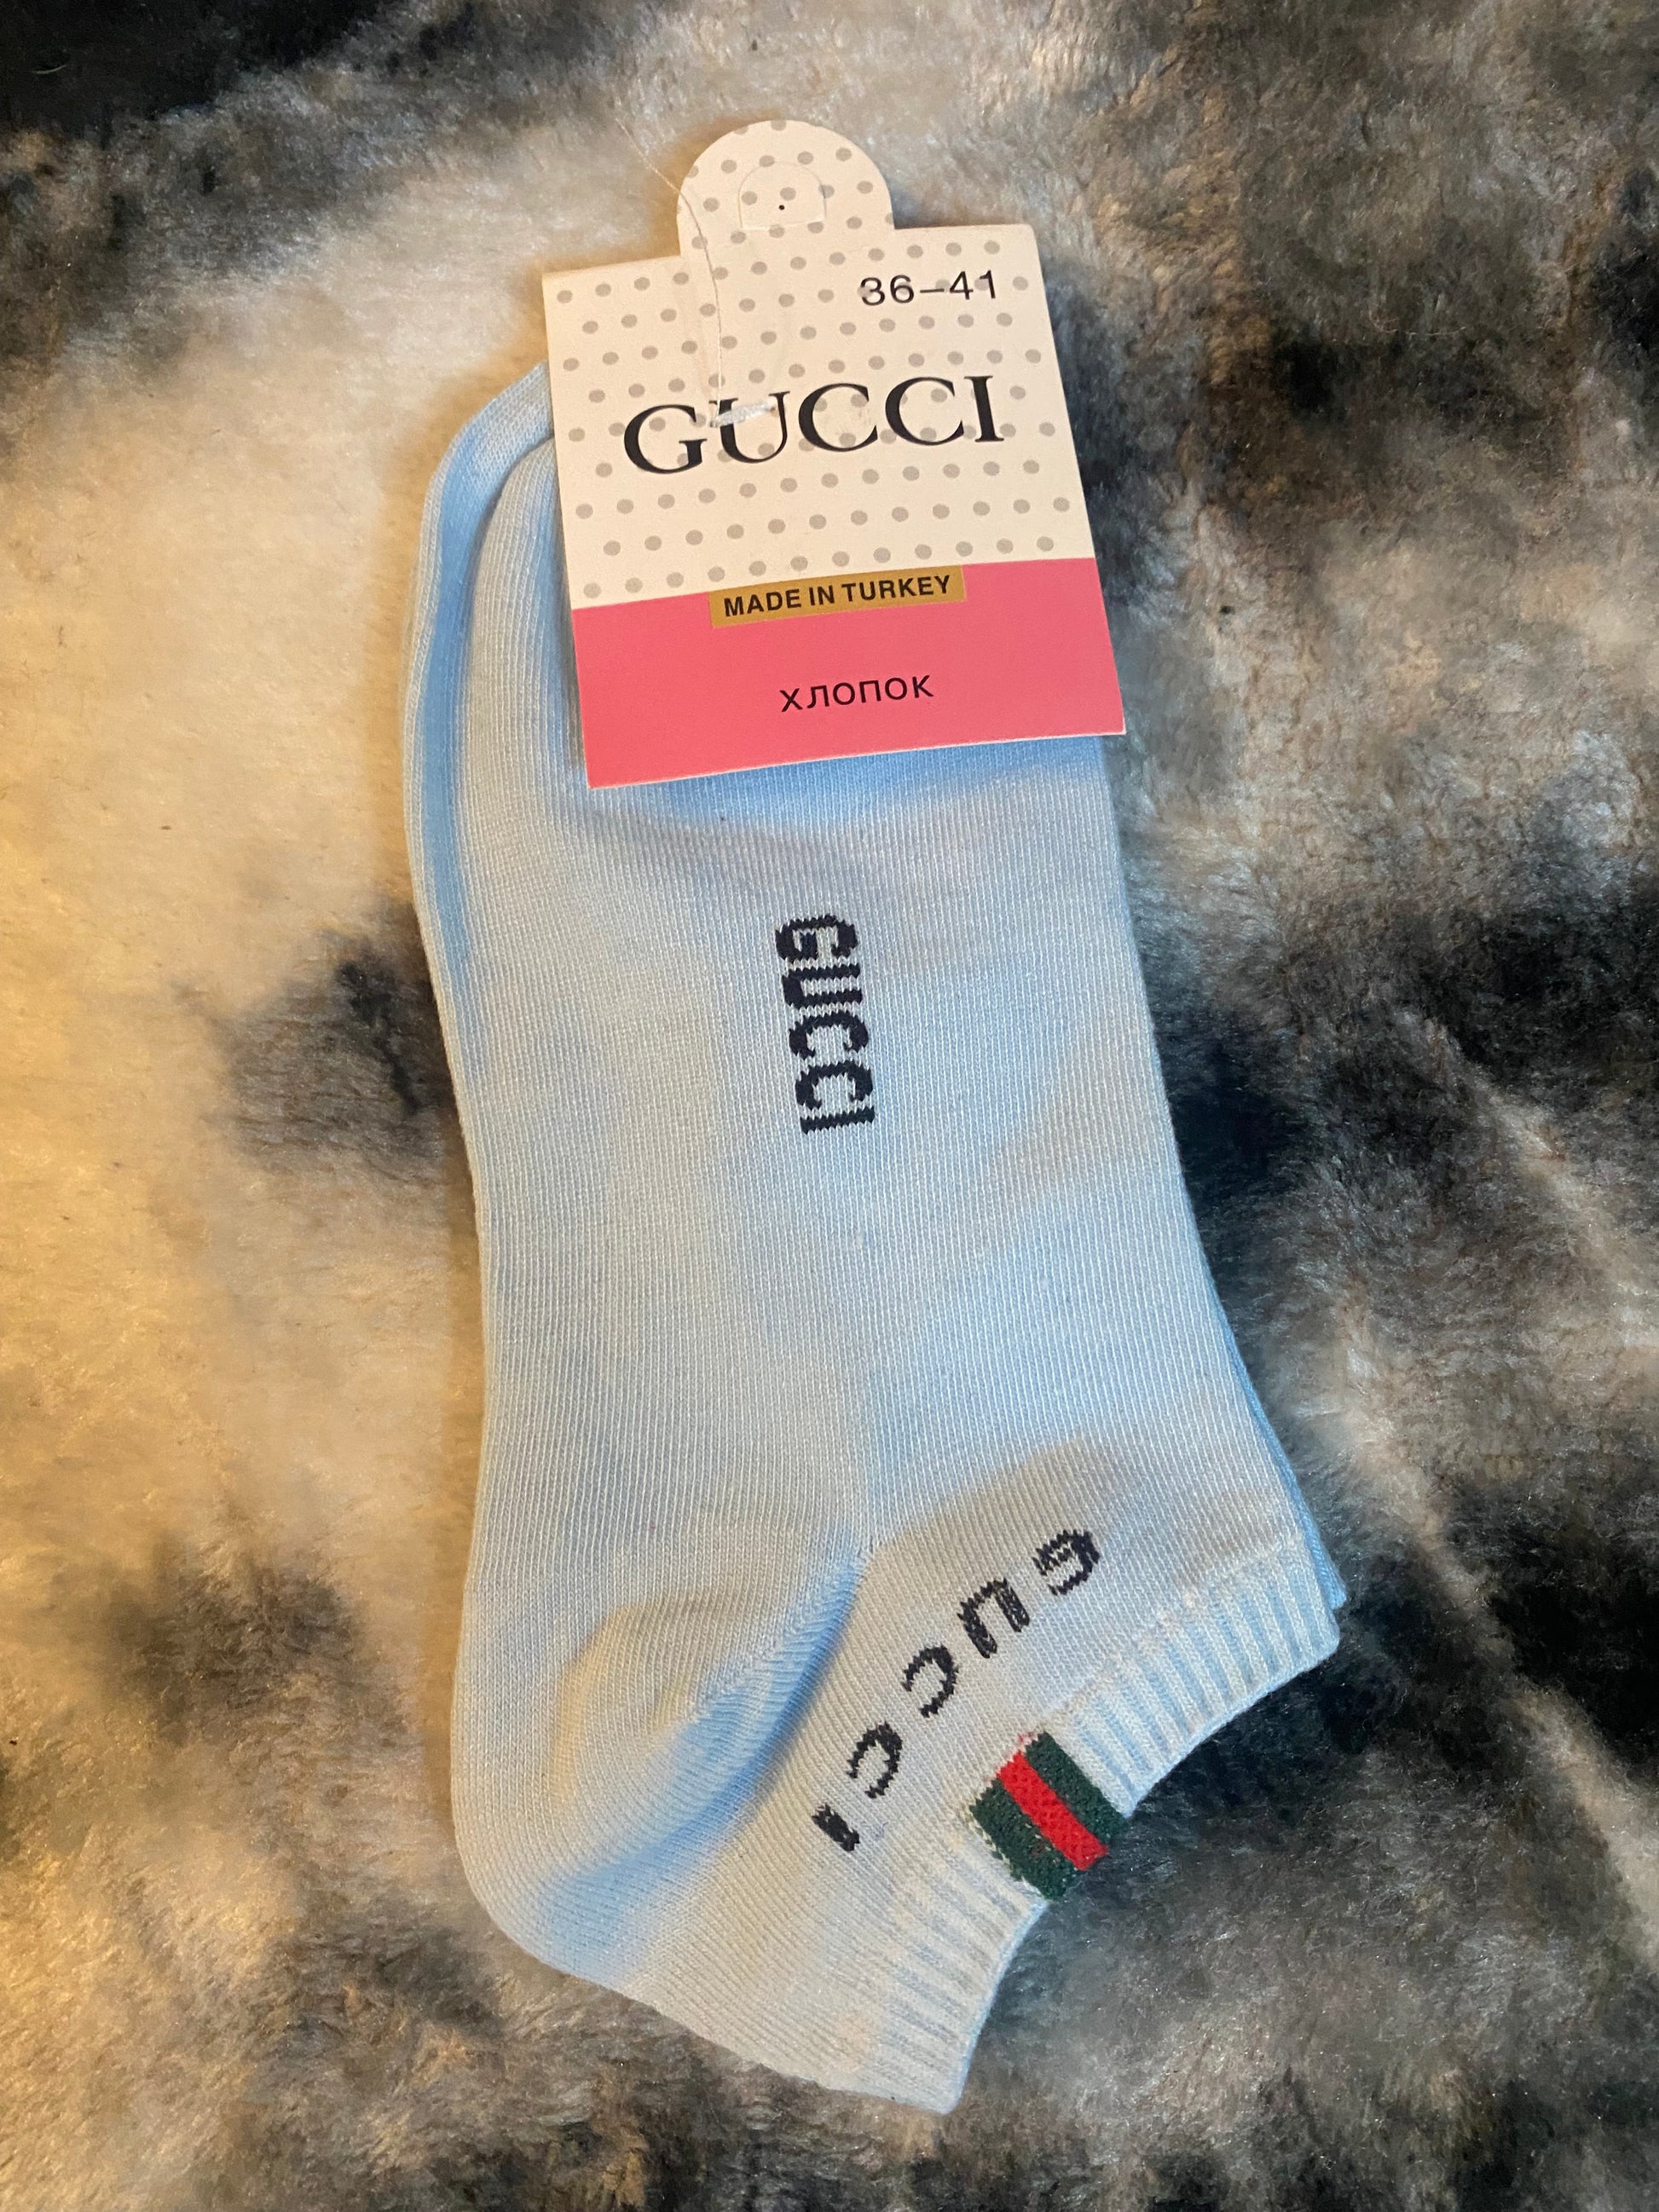 36-41
GUCCI
MADE IN TURKEY
хлопок
GUCCI
GUCCI